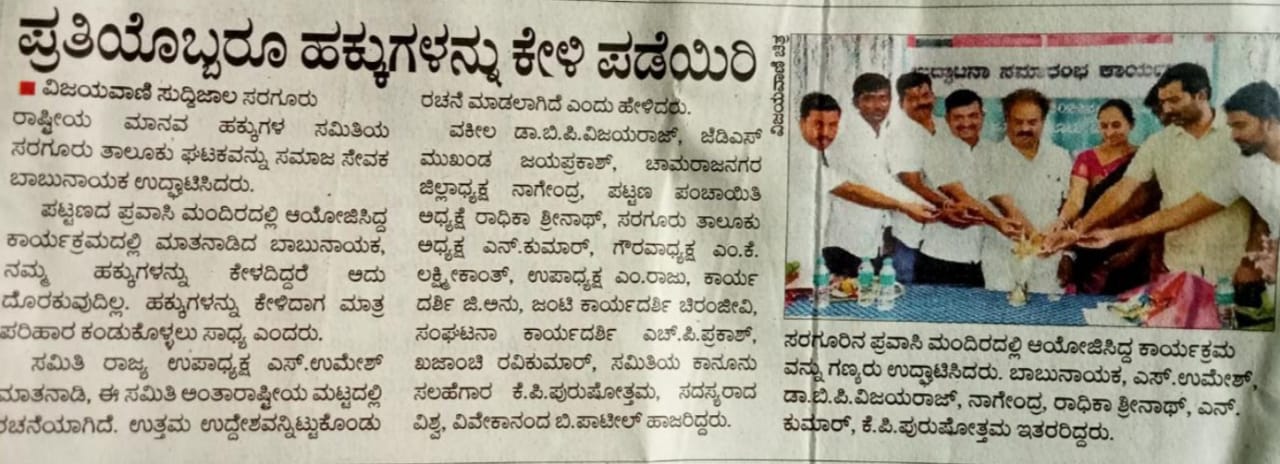 ಪ್ರತಿಯೊಬ್ಬರೂ ಹಕ್ಕುಗಳನ್ನು ಕೇಳಿ ಪಡೆಯಿರಿ
■ ವಿಜಯವಾಣಿ ಸುದ್ದಿಜಾಲ ಸರಗೂರು
ರಾಷ್ಟ್ರೀಯ ಮಾನವ ಹಕ್ಕುಗಳ ಸಮಿತಿಯ
ಸರಗೂರು ತಾಲೂಕು ಘಟಕವನ್ನು ಸಮಾಜ ಸೇವಕ
ಬಾಬುನಾಯಕ ಉದ್ಘಾಟಿಸಿದರು.
ಪಟ್ಟಣದ ಪ್ರವಾಸಿ ಮಂದಿರದಲ್ಲಿ ಆಯೋಜಿಸಿದ್ದ
ಕಾರ್ಯಕ್ರಮದಲ್ಲಿ ಮಾತನಾಡಿದ ಬಾಬುನಾಯಕ,
ನಮ್ಮ ಹಕ್ಕುಗಳನ್ನು ಕೇಳದಿದ್ದರೆ ಅದು
ದೊರಕುವುದಿಲ್ಲ. ಹಕ್ಕುಗಳನ್ನು ಕೇಳಿದಾಗ ಮಾತ್ರ
ಪರಿಹಾರ ಕಂಡುಕೊಳ್ಳಲು ಸಾಧ್ಯ ಎಂದರು.
ಸಮಿತಿ ರಾಜ್ಯ ಉಪಾಧ್ಯಕ್ಷ ಎಸ್.ಉಮೇಶ್
ಮಾತನಾಡಿ, ಈ ಸಮಿತಿ ಅಂತಾರಾಷ್ಟ್ರೀಯ ಮಟ್ಟದಲ್ಲಿ
ರಚನೆಯಾಗಿದೆ. ಉತ್ತಮ ಉದ್ದೇಶವನ್ನಿಟ್ಟುಕೊಂಡು
ರಚನೆ ಮಾಡಲಾಗಿದೆ ಎಂದು ಹೇಳಿದರು.
ವಕೀಲ ಡಾ.ಬಿ.ಪಿ.ವಿಜಯರಾಜ್, ಜೆಡಿಎಸ್
ಮುಖಂಡ ಜಯಪ್ರಕಾಶ್, ಚಾಮರಾಜನಗರ
ಜಿಲ್ಲಾಧ್ಯಕ್ಷ ನಾಗೇಂದ್ರ, ಪಟ್ಟಣ ಪಂಚಾಯಿತಿ
ಅಧ್ಯಕ್ಷೆ ರಾಧಿಕಾ ಶ್ರೀನಾಥ್, ಸರಗೂರು ತಾಲೂಕು
ಅಧ್ಯಕ್ಷ ಎನ್.ಕುಮಾರ್, ಗೌರವಾಧ್ಯಕ್ಷ ಎಂ.ಕೆ.
ಲಕ್ಷ್ಮೀಕಾಂತ್, ಉಪಾಧ್ಯಕ್ಷ ಎಂ.ರಾಜು, ಕಾರ್ಯ
ದರ್ಶಿ ಜಿ.ಅನು, ಜಂಟಿ ಕಾರ್ಯದರ್ಶಿ ಚಿರಂಜೀವಿ,
ಸಂಘಟನಾ ಕಾರ್ಯದರ್ಶಿ ಎಚ್.ಪಿ.ಪ್ರಕಾಶ್,
ಖಜಾಂಚಿ ರವಿಕುಮಾರ್, ಸಮಿತಿಯ ಕಾನೂನು
ಸಲಹೆಗಾರ ಕೆ.ಪಿ.ಪುರುಷೋತ್ತಮ, ಸದಸ್ಯರಾದ
ವಿಶ್ವ, ವಿವೇಕಾನಂದ ಬಿ.ಪಾಟೀಲ್ ಹಾಜರಿದ್ದರು.
ವಿಜಯವಾಣಿ ಚಿತ್ರ
ಉದ್ಘಾಟನಾ ಸಮಾರಂಭ ಕಾರ್ಯ
ಸರಗೂರಿನ ಪ್ರವಾಸಿ ಮಂದಿರದಲ್ಲಿ ಆಯೋಜಿಸಿದ್ದ ಕಾರ್ಯಕ್ರಮ
ವನ್ನು ಗಣ್ಯರು ಉದ್ಘಾಟಿಸಿದರು. ಬಾಬುನಾಯಕ, ಎಸ್.ಉಮೇಶ್,
ಡಾ.ಬಿ.ಪಿ.ವಿಜಯರಾಜ್, ನಾಗೇಂದ್ರ, ರಾಧಿಕಾ ಶ್ರೀನಾಥ್, ಎನ್.
ಕುಮಾರ್, ಕೆ.ಪಿ.ಪುರುಷೋತ್ತಮ ಇತರರಿದ್ದರು.